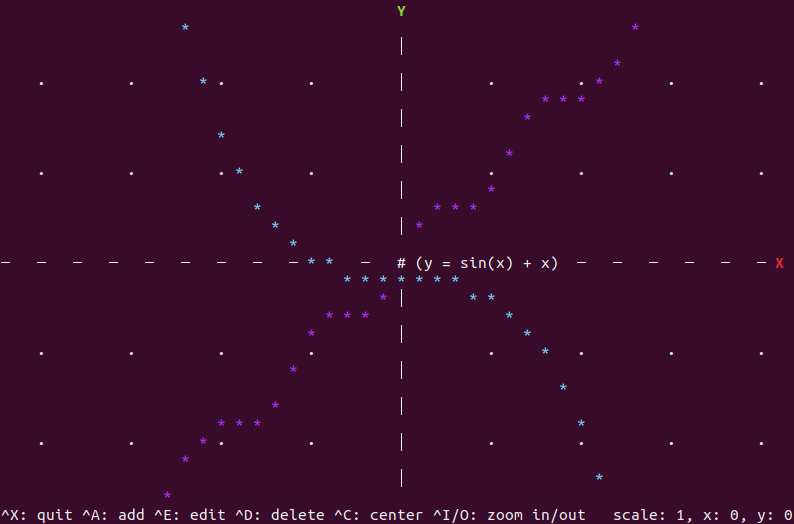 Y
# (y = sin(x) + x)
X
^X: quit ^A: add ^E: edit ^D: delete ^C: center ^I/O: zoom in/out   scale: 1, x: 0, y: 0